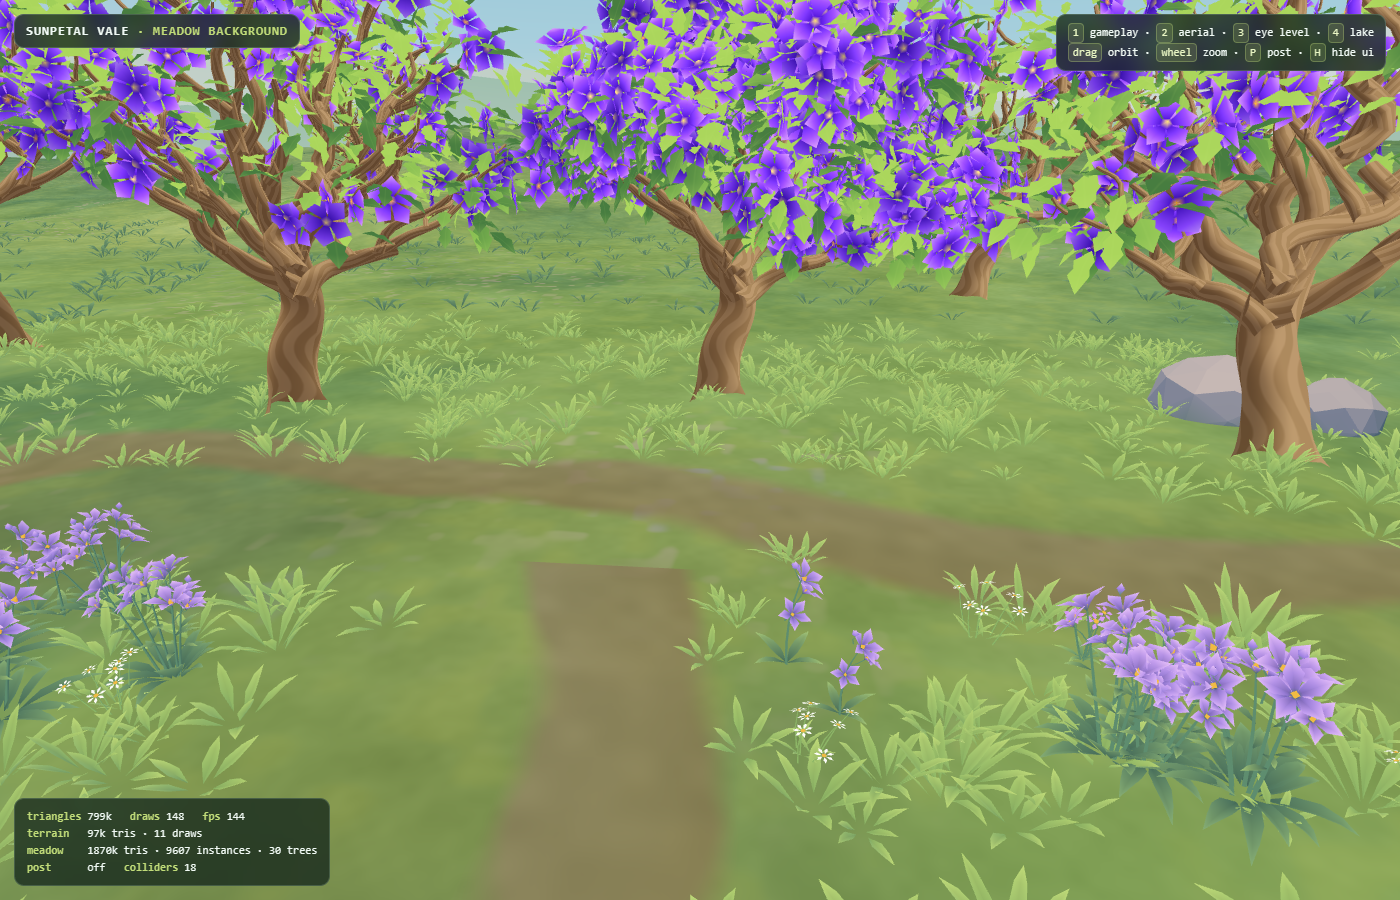 SUNPETAL VALE · MEADOW BACKGROUND
1 gameplay · 2 aerial · 3 eye level · 4 lake
drag orbit · wheel zoom · P post · H hide ui
triangles 799k draws 148 fps 144
terrain 97k tris · 11 draws
meadow 1870k tris · 9607 instances · 30 trees
post off colliders 18